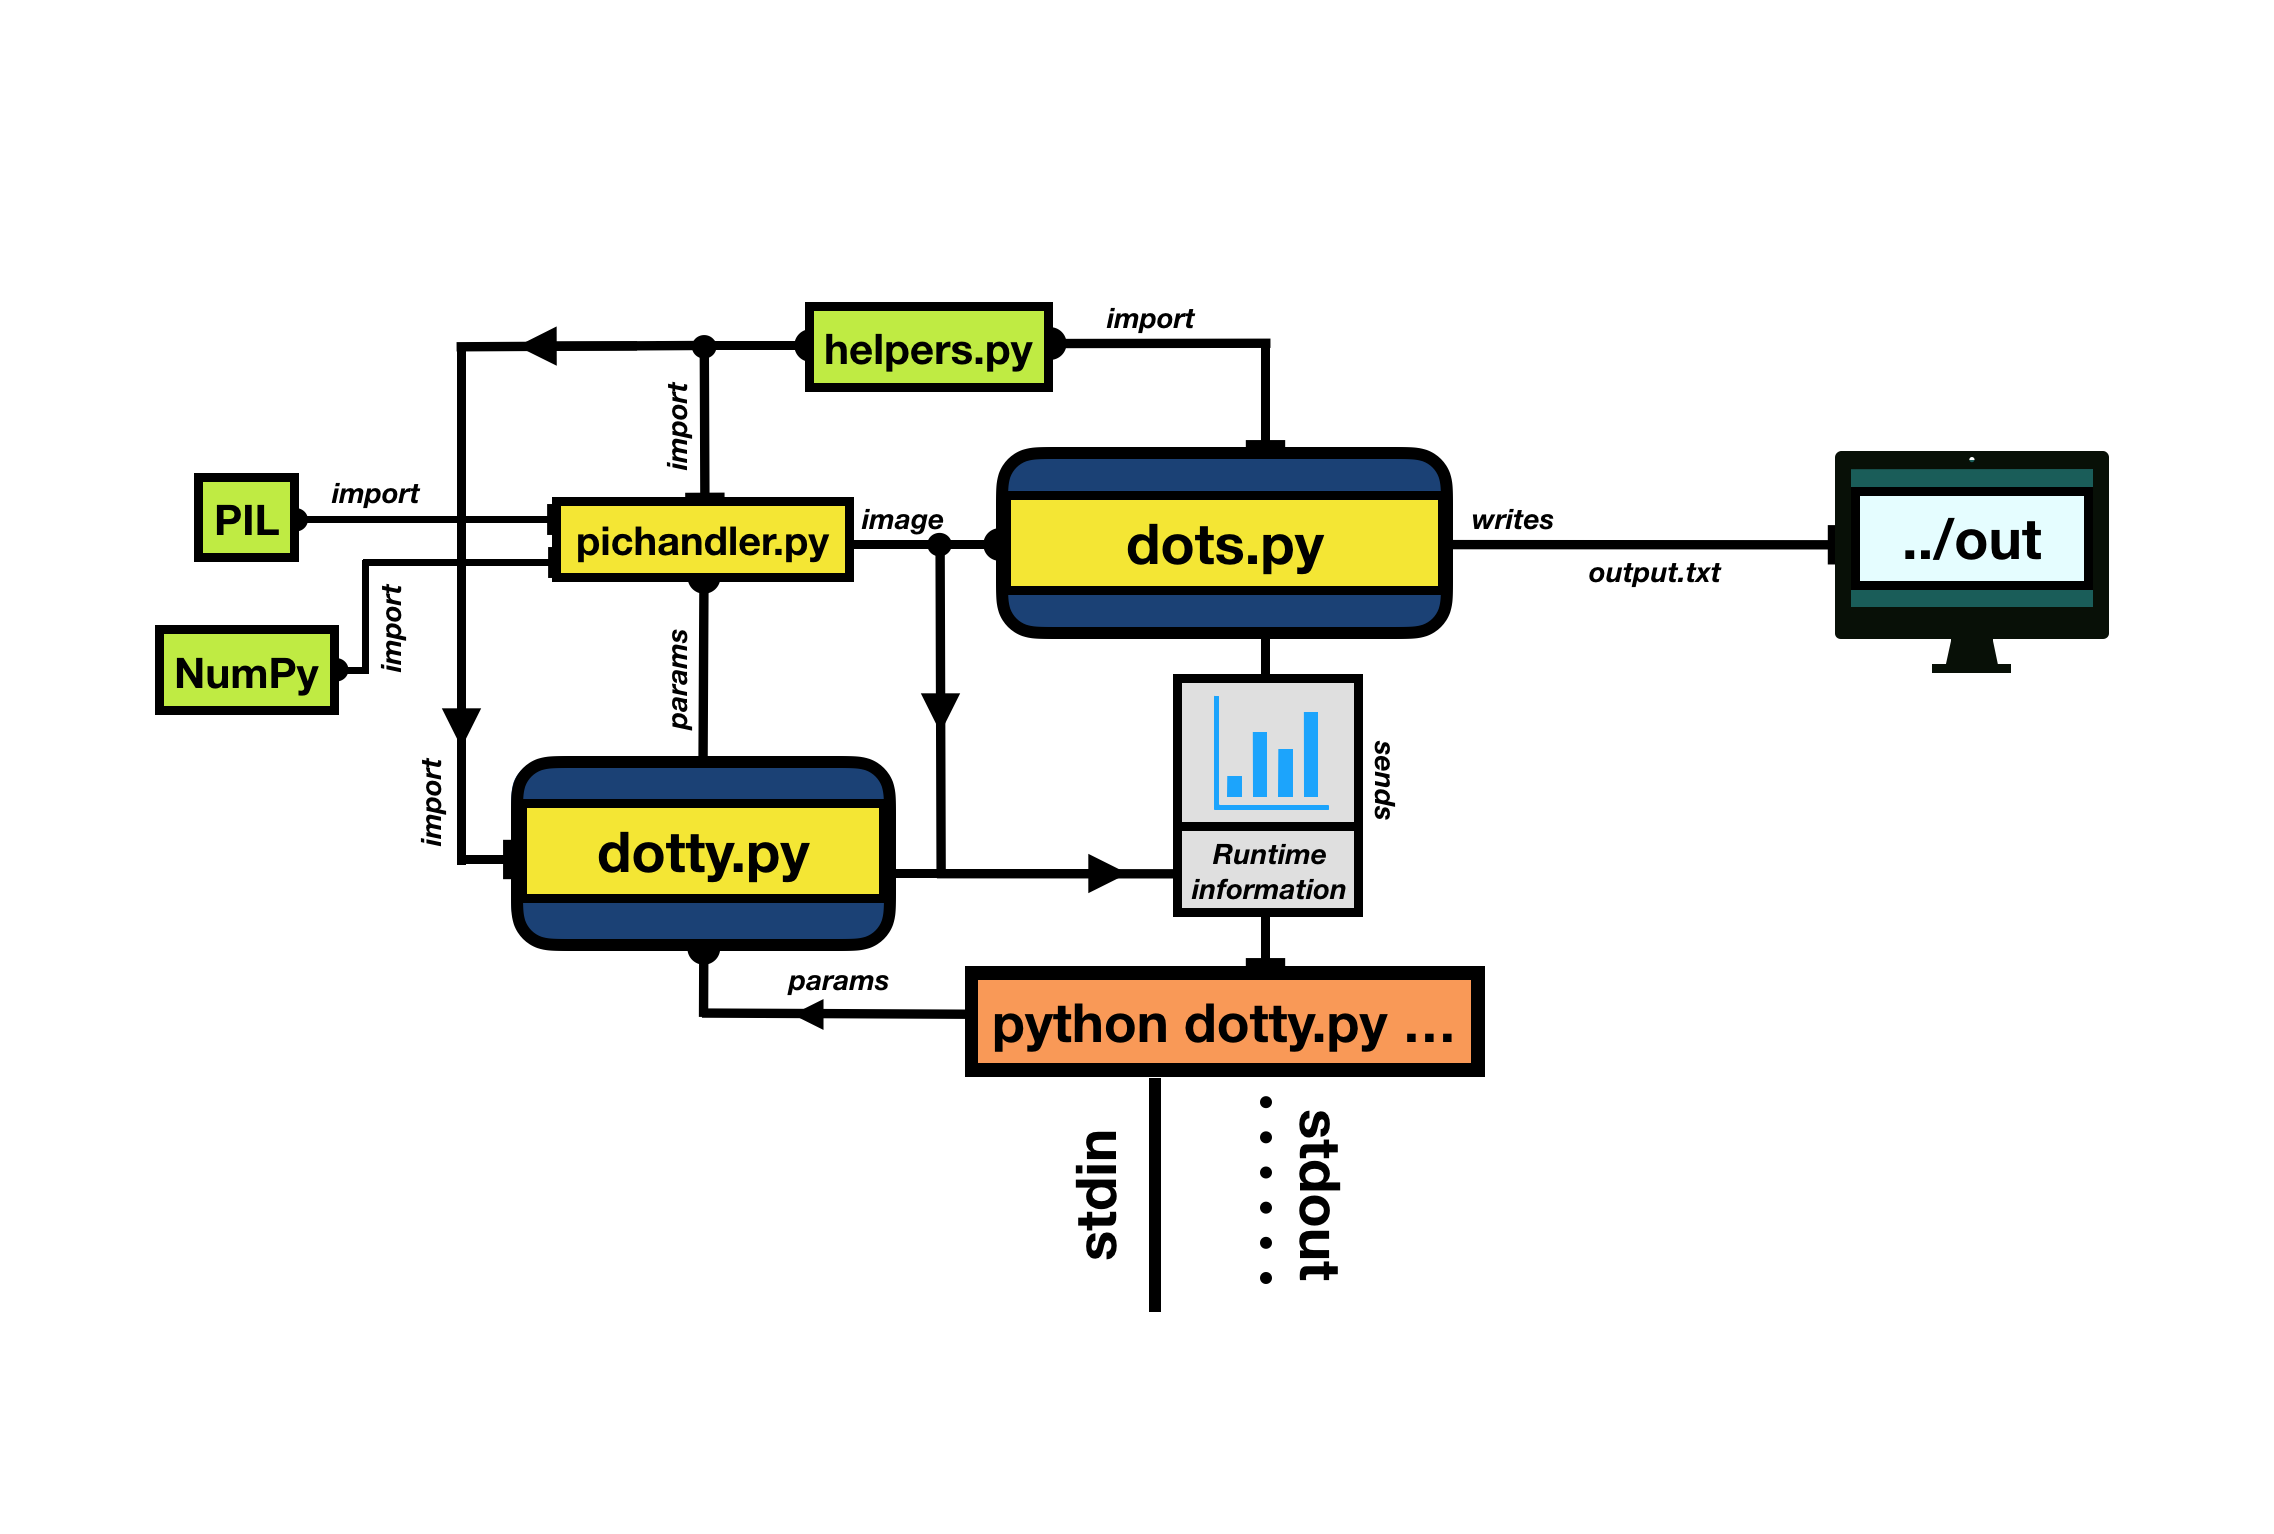 helpers.py
import
import
PIL
import
pichandler.py
image
dots.py
writes
output.txt
../out
NumPy
import
params
import
dotty.py
sends
Runtime
information
params
python dotty.py ...
stdin
stdout